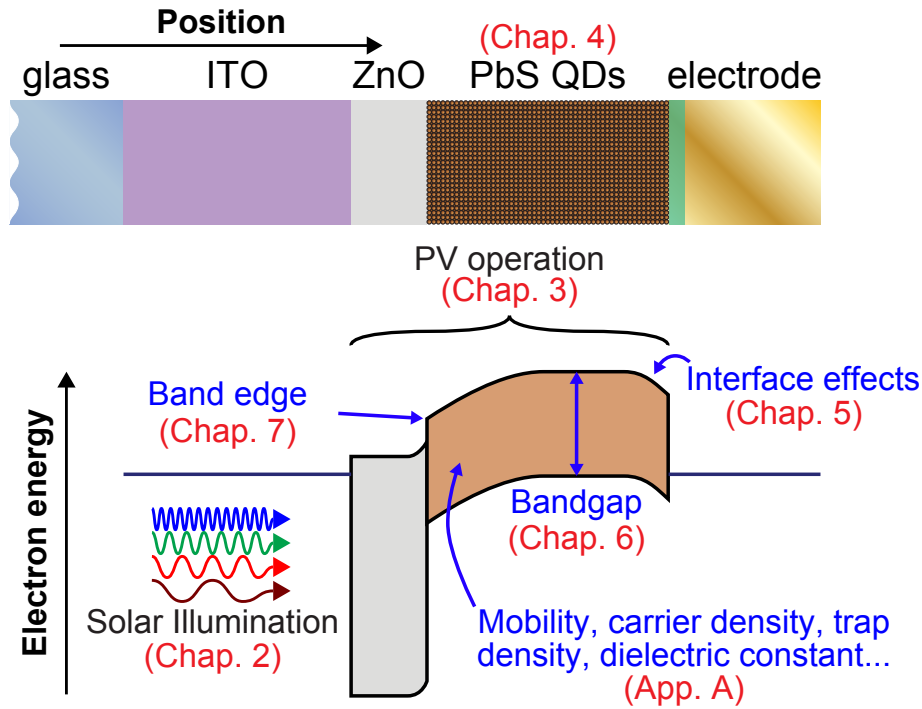 Position
(Chap. 4)
glass ITO ZnO PbS QDs electrode
PV operation
(Chap. 3)
Electron energy
Band edge
(Chap. 7)
Interface effects
(Chap. 5)
Bandgap
(Chap. 6)
Solar Illumination
(Chap. 2)
Mobility, carrier density, trap
density, dielectric constant...
(App. A)